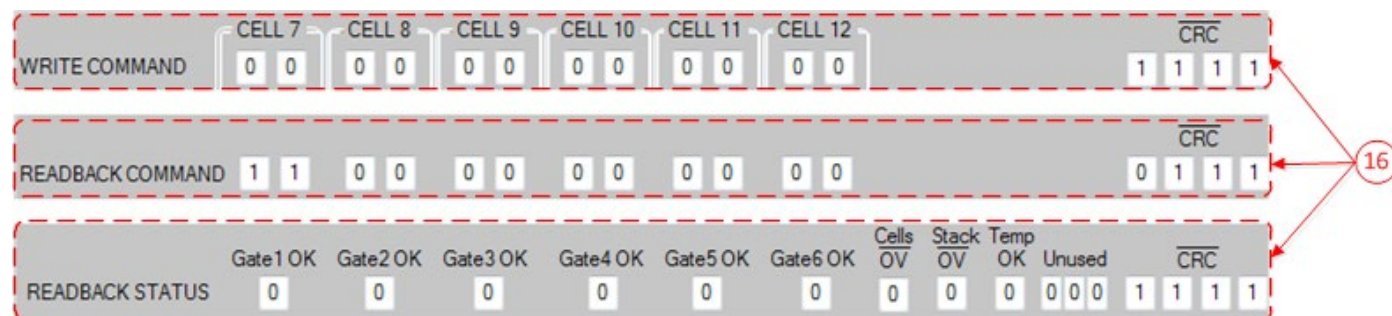 CELL 7 CELL 8 CELL 9 CELL 10 CELL 11 CELL 12 CRC
WRITE COMMAND 0 0 0 0 0 0 0 0 0 0 0 0 1 1 1 1
CRC
READBACK COMMAND 1 1 0 0 0 0 0 0 0 0 0 0 0 1 1 1
16
Cells Stack Temp
Gate1 OK Gate2 OK Gate3 OK Gate4 OK Gate5 OK Gate6 OK OV OV OK Unused CRC
READBACK STATUS 0 0 0 0 0 0 0 0 0 0 0 0 1 1 1 1